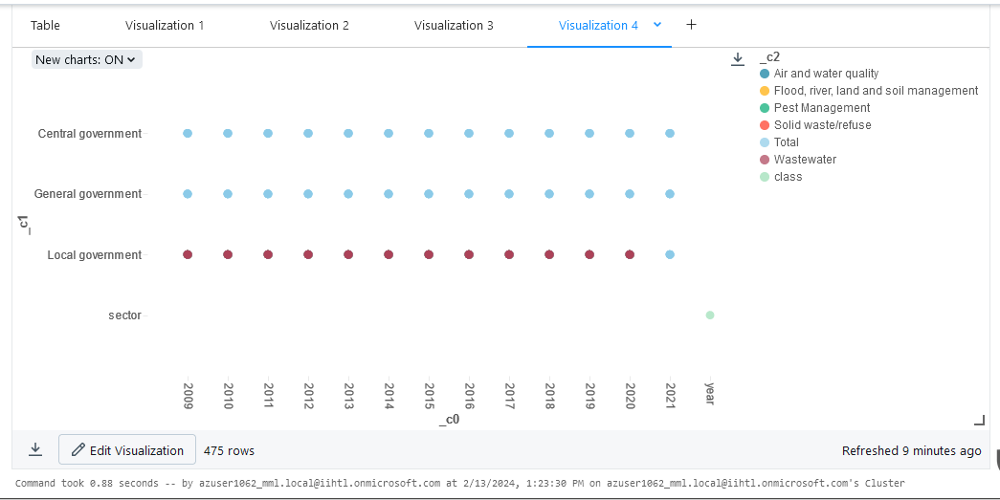 Table Visualization 1 Visualization 2 Visualization 3 Visualization 4 +
New charts: ON
_c2
Air and water quality
Flood, river, land and soil management
Pest Management
Solid waste/refuse
Total
Wastewater
class
Central government
General government
_c1
Local government
sector
2009 2010 2011 2012 2013 2014 2015 2016 2017 2018 2019 2020 2021 year
_c0
Edit Visualization 475 rows Refreshed 9 minutes ago
Command took 0.88 seconds -- by azuser1062_mml.local@iihtl.onmicrosoft.com at 2/13/2024, 1:23:30 PM on azuser1062_mml.local@iihtl.onmicrosoft.com's Cluster